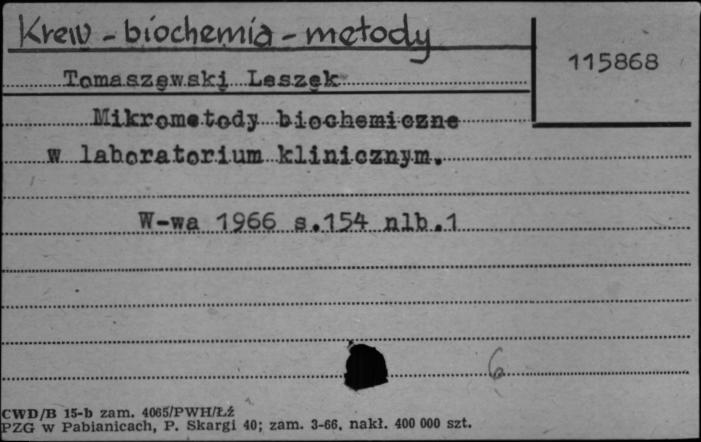 Krew - biochemia - metody
115868
Tomaszewski Leszek
Mikrometody biochemiczne
w laboratorium klinicznym.
W-wa 1966 s.154 nlb.1
6
CWD/B 15-b zam. 4065/PWH/Łź
PZG w Pabianicach, P. Skargi 40; zam. 3-66, nakł. 400 000 szt.